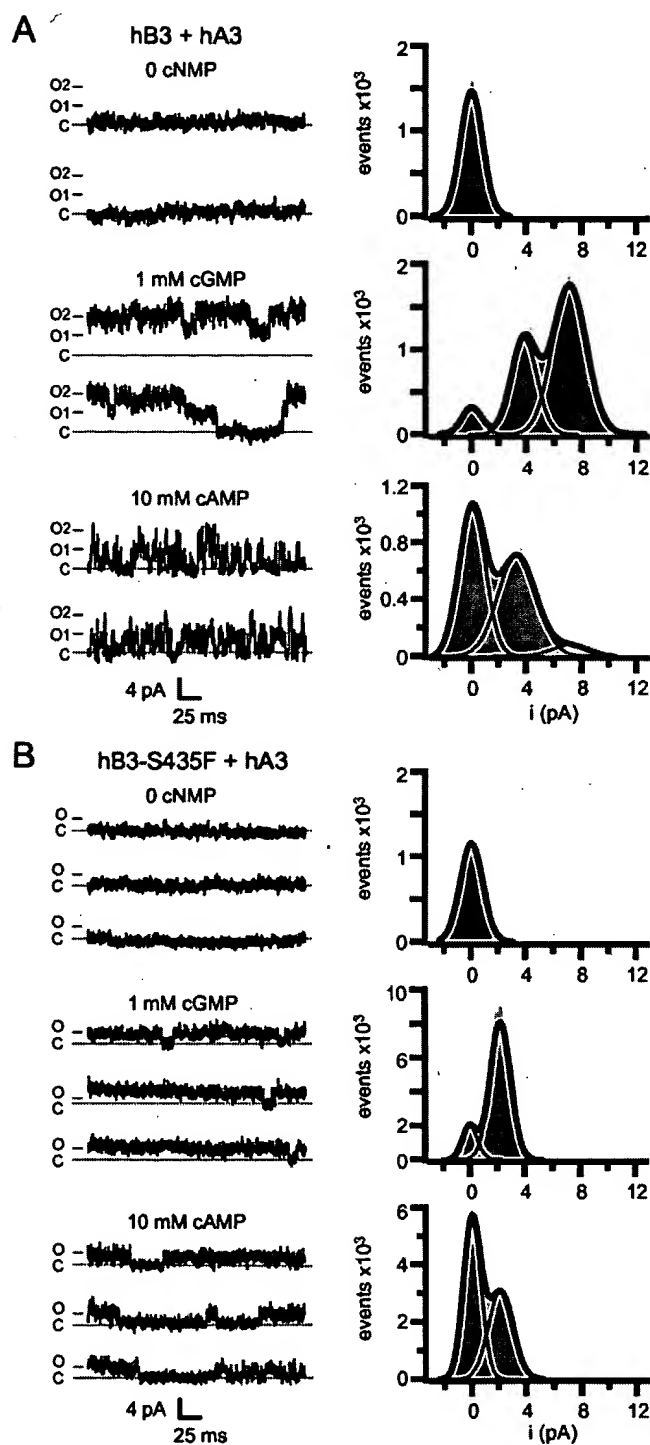 A
hB3 + hA3
0 cNMP
O2
O1
C
O2
O1
C
events x10³
2
1
0
0 4 8 12
1 mM cGMP
O2
O1
C
O2
O1
C
events x10³
2
1
0
0 4 8 12
10 mM cAMP
O2
O1
C
O2
O1
C
4 pA
25 ms
events x10³
1.2
0.8
0.4
0
0 4 8 12
i (pA)
B
hB3-S435F + hA3
0 cNMP
O
C
O
C
O
C
events x10³
2
1
0
0 4 8 12
1 mM cGMP
O
C
O
C
O
C
events x10³
10
8
6
4
2
0
0 4 8 12
10 mM cAMP
O
C
O
C
O
C
4 pA
25 ms
events x10³
6
4
2
0
0 4 8 12
i (pA)